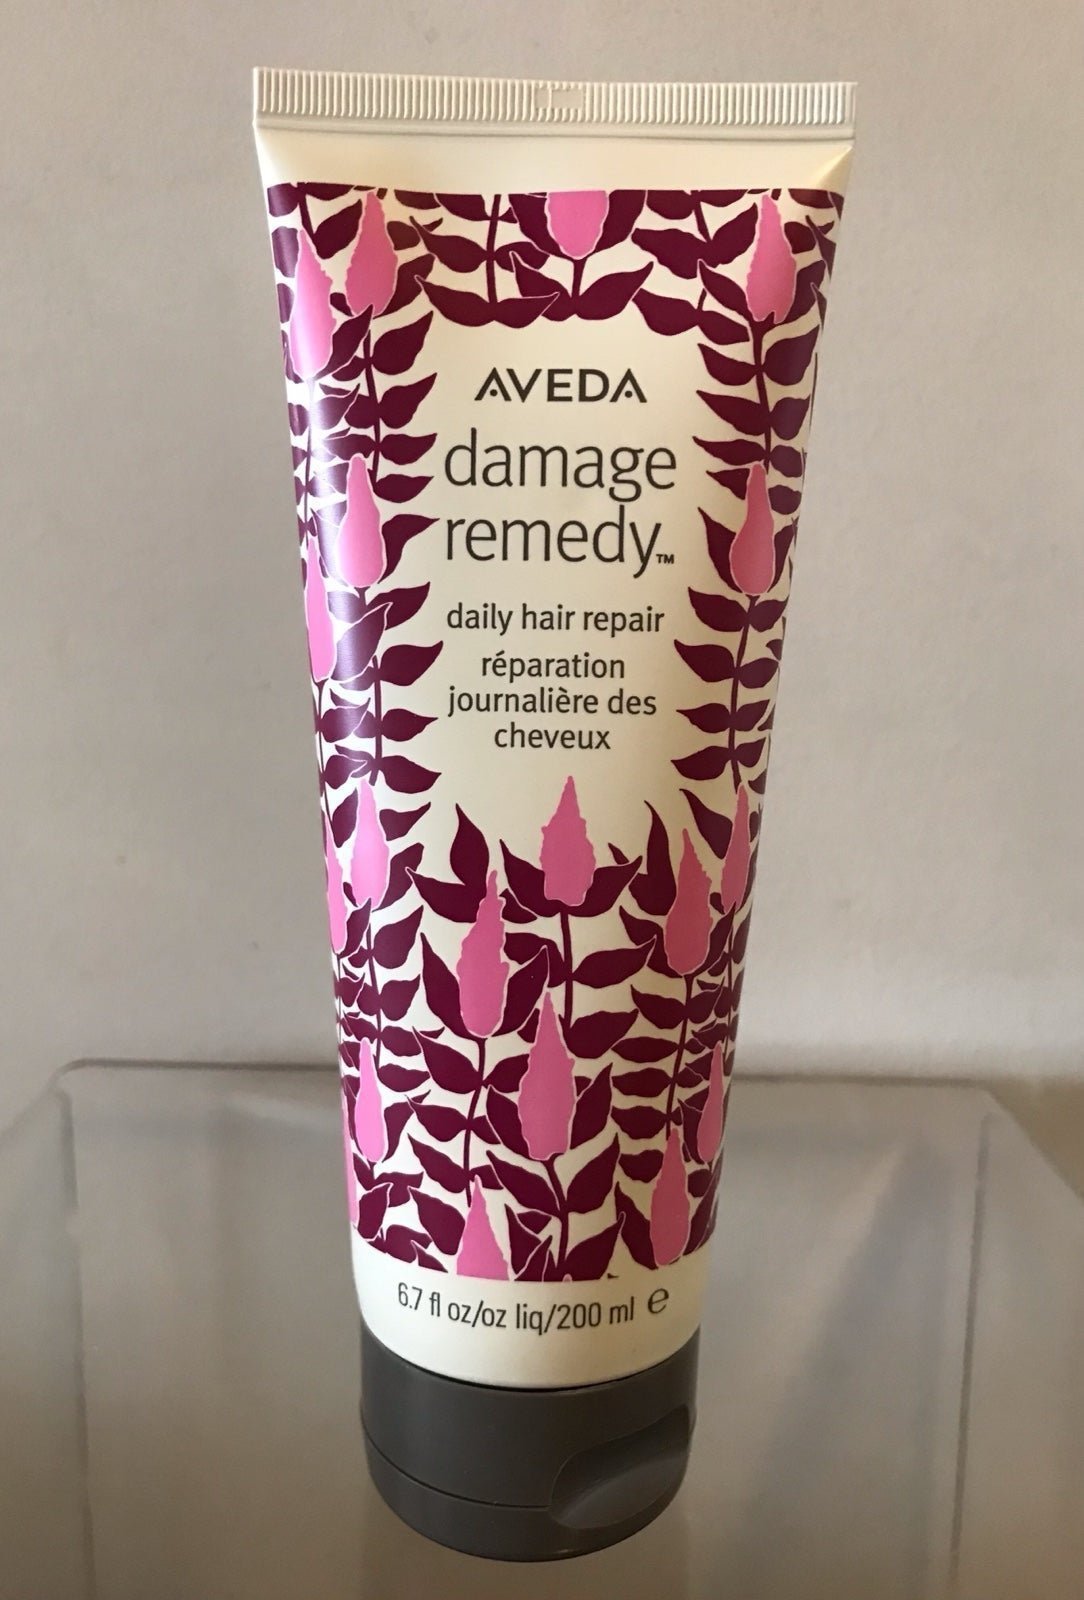 AVEDA
damage
remedy™
daily hair repair
réparation
journalière des
cheveux
6.7 fl oz/oz liq/200 ml ℮